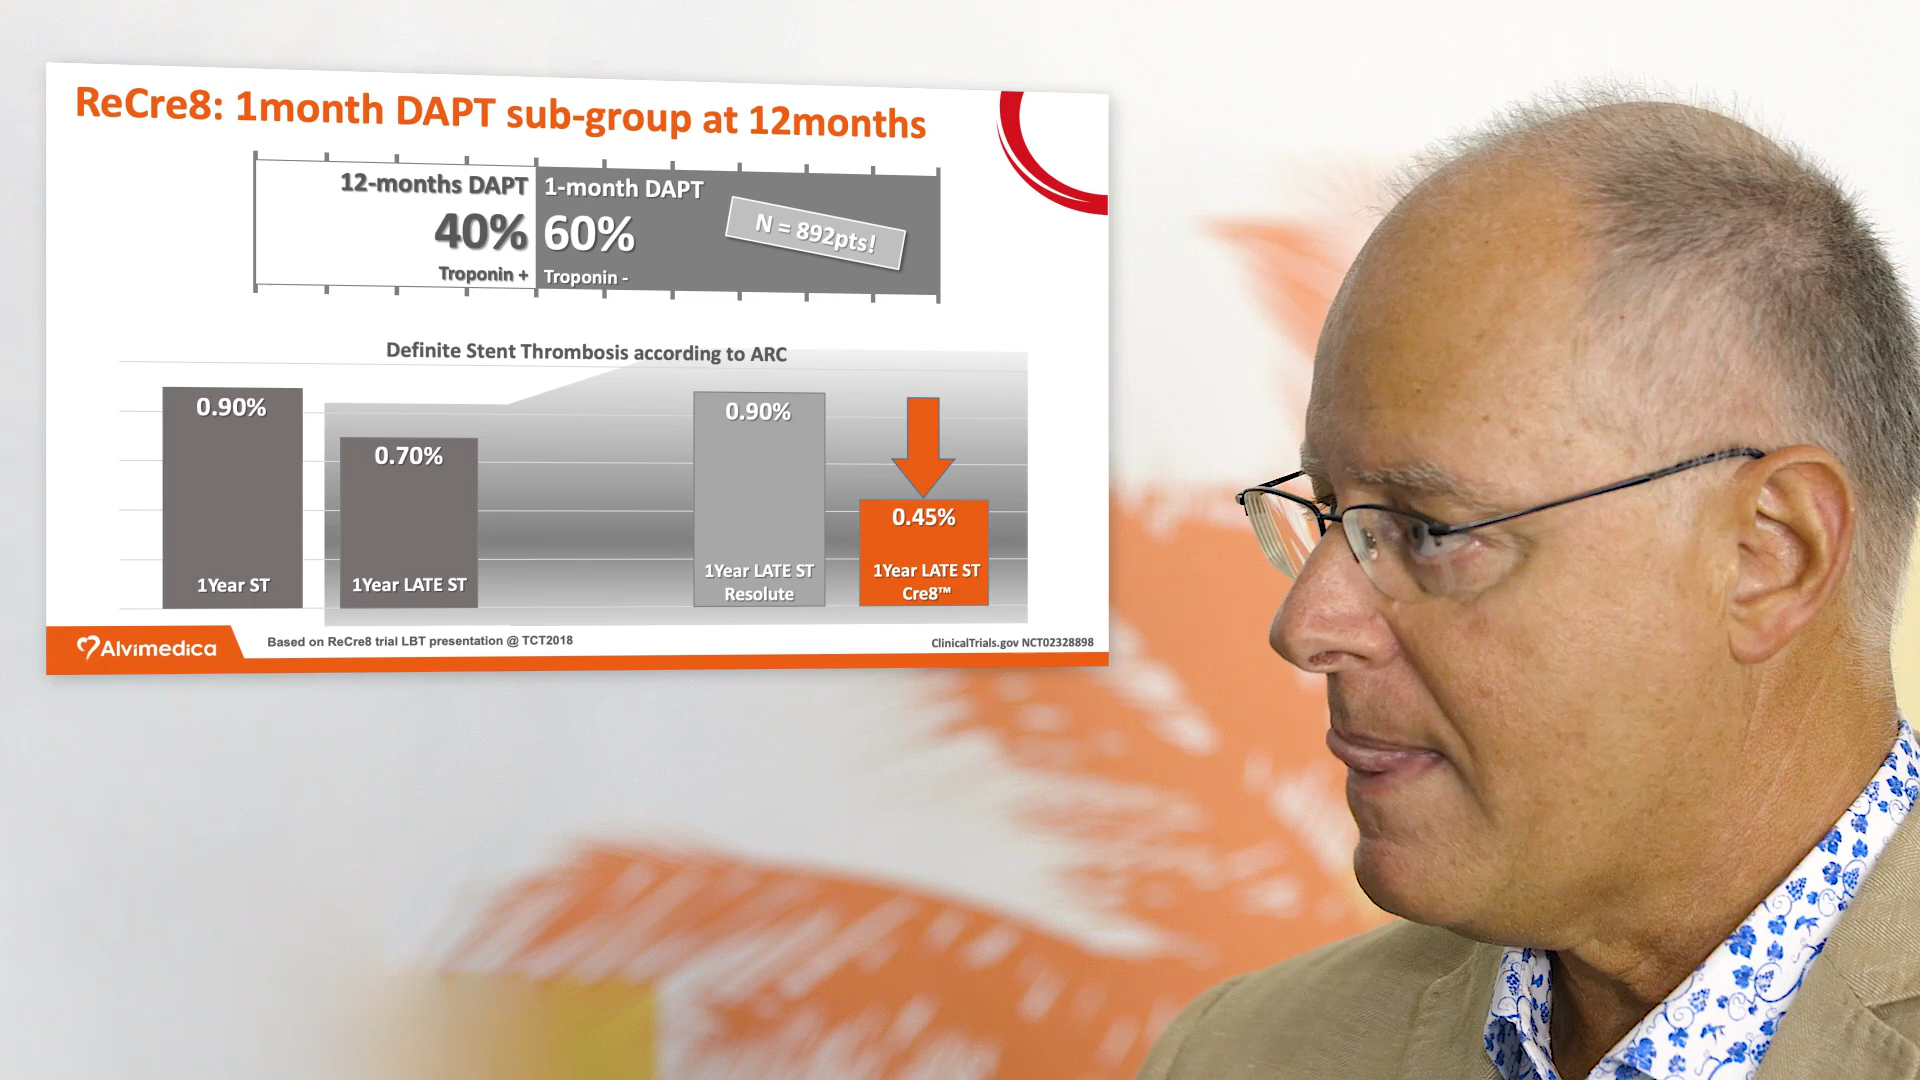 ReCre8: 1month DAPT sub-group at 12months
12-months DAPT
40%
Troponin +
1-month DAPT
60%
Troponin -
N = 892pts!
Definite Stent Thrombosis according to ARC
0.90%
1Year ST
0.70%
1Year LATE ST
0.90%
1Year LATE ST
Resolute
0.45%
1Year LATE ST
Cre8™
Alvimedica
Based on ReCre8 trial LBT presentation @ TCT2018
ClinicalTrials.gov NCT02328898